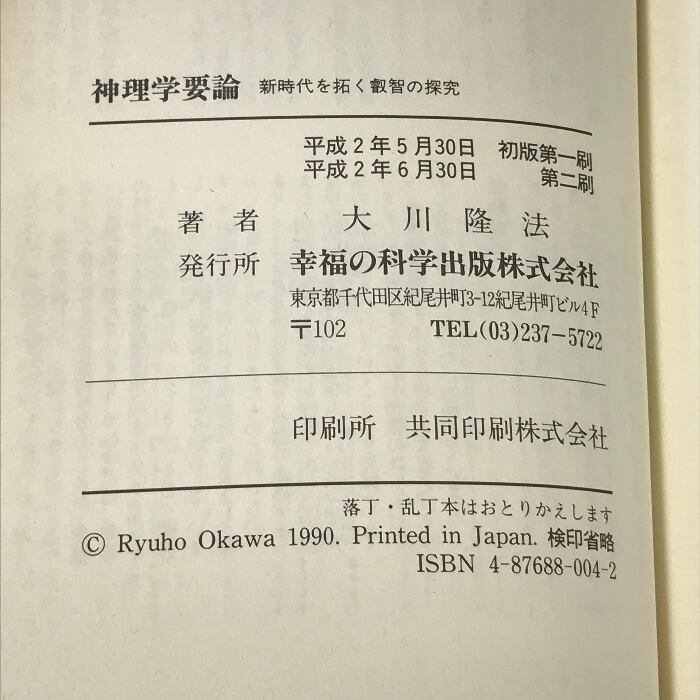 神理学要論 新時代を拓く叡智の探究
平成2年5月30日 初版第一刷
平成2年6月30日 第二刷
著者 大川隆法
発行所 幸福の科学出版株式会社
東京都千代田区紀尾井町3-12紀尾井町ビル4F
〒102 TEL(03)237-5722
印刷所 共同印刷株式会社
落丁・乱丁本はおとりかえします
© Ryuho Okawa 1990. Printed in Japan. 検印省略
ISBN 4-87688-004-2